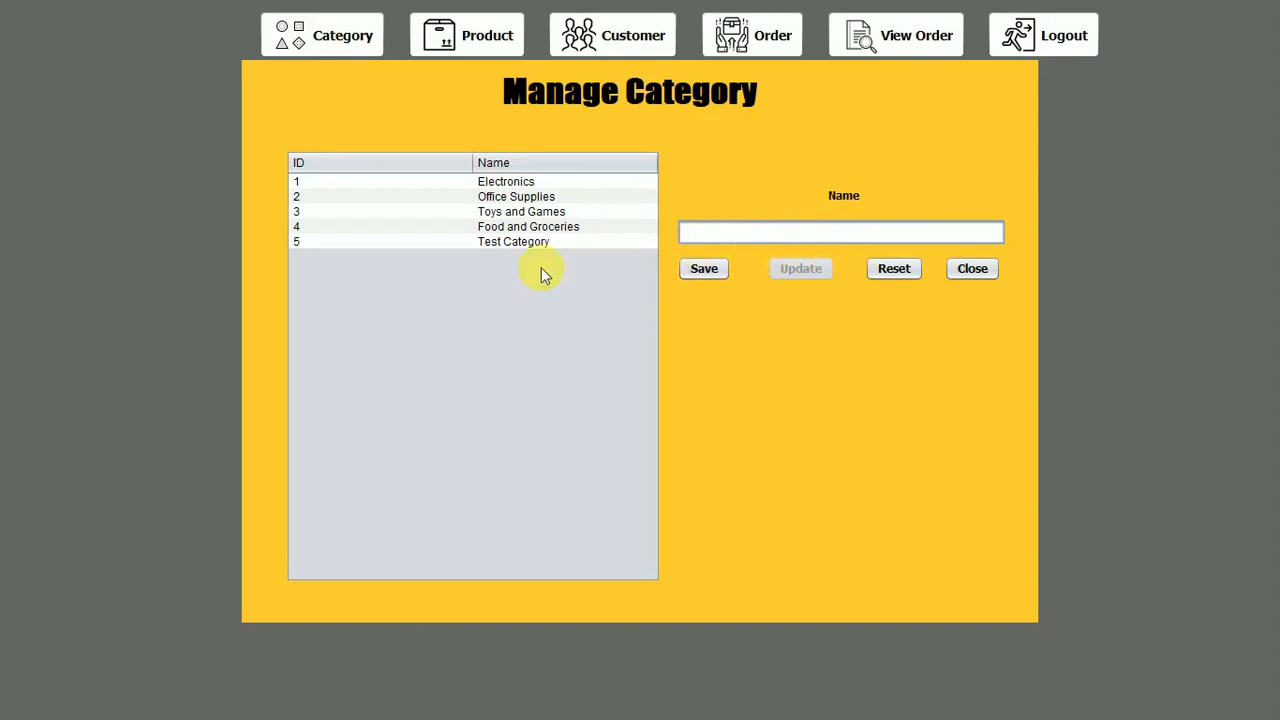 Category Product Customer Order View Order Logout
Manage Category
ID Name
1 Electronics
2 Office Supplies
3 Toys and Games
4 Food and Groceries
5 Test Category
Name
Save Update Reset Close